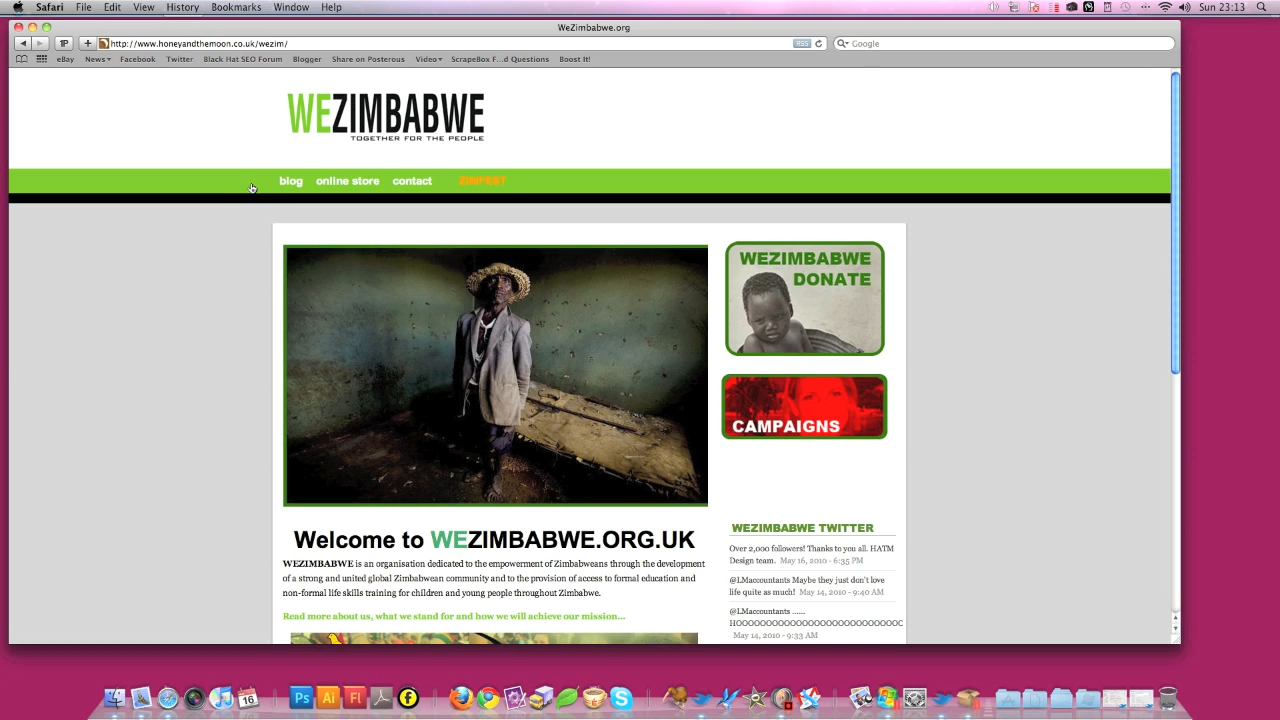 Safari File Edit View History Bookmarks Window Help Sun 23:13
WeZimbabwe.org
http://www.honeyandthemoon.co.uk/wezim/ RSS Google
eBay News Facebook Twitter Black Hat SEO Forum Blogger Share on Posterous Video ScrapeBox F...d Questions Boost It!
WEZIMBABWE
TOGETHER FOR THE PEOPLE
blog online store contact ZIMFEST
WEZIMBABWE
DONATE
CAMPAIGNS
Welcome to WEZIMBABWE.ORG.UK
WEZIMBABWE is an organisation dedicated to the empowerment of Zimbabweans through the development
of a strong and united global Zimbabwean community and to the provision of access to formal education and
non-formal life skills training for children and young people throughout Zimbabwe.
Read more about us, what we stand for and how we will achieve our mission...
WEZIMBABWE TWITTER
Over 2,000 followers! Thanks to you all. HATM
Design team. May 16, 2010 - 6:35 PM
@LMaccountants Maybe they just don't love
life quite as much! May 14, 2010 - 9:40 AM
@LMaccountants ......
May 14, 2010 - 9:33 AM
16 Ps Ai Fl f